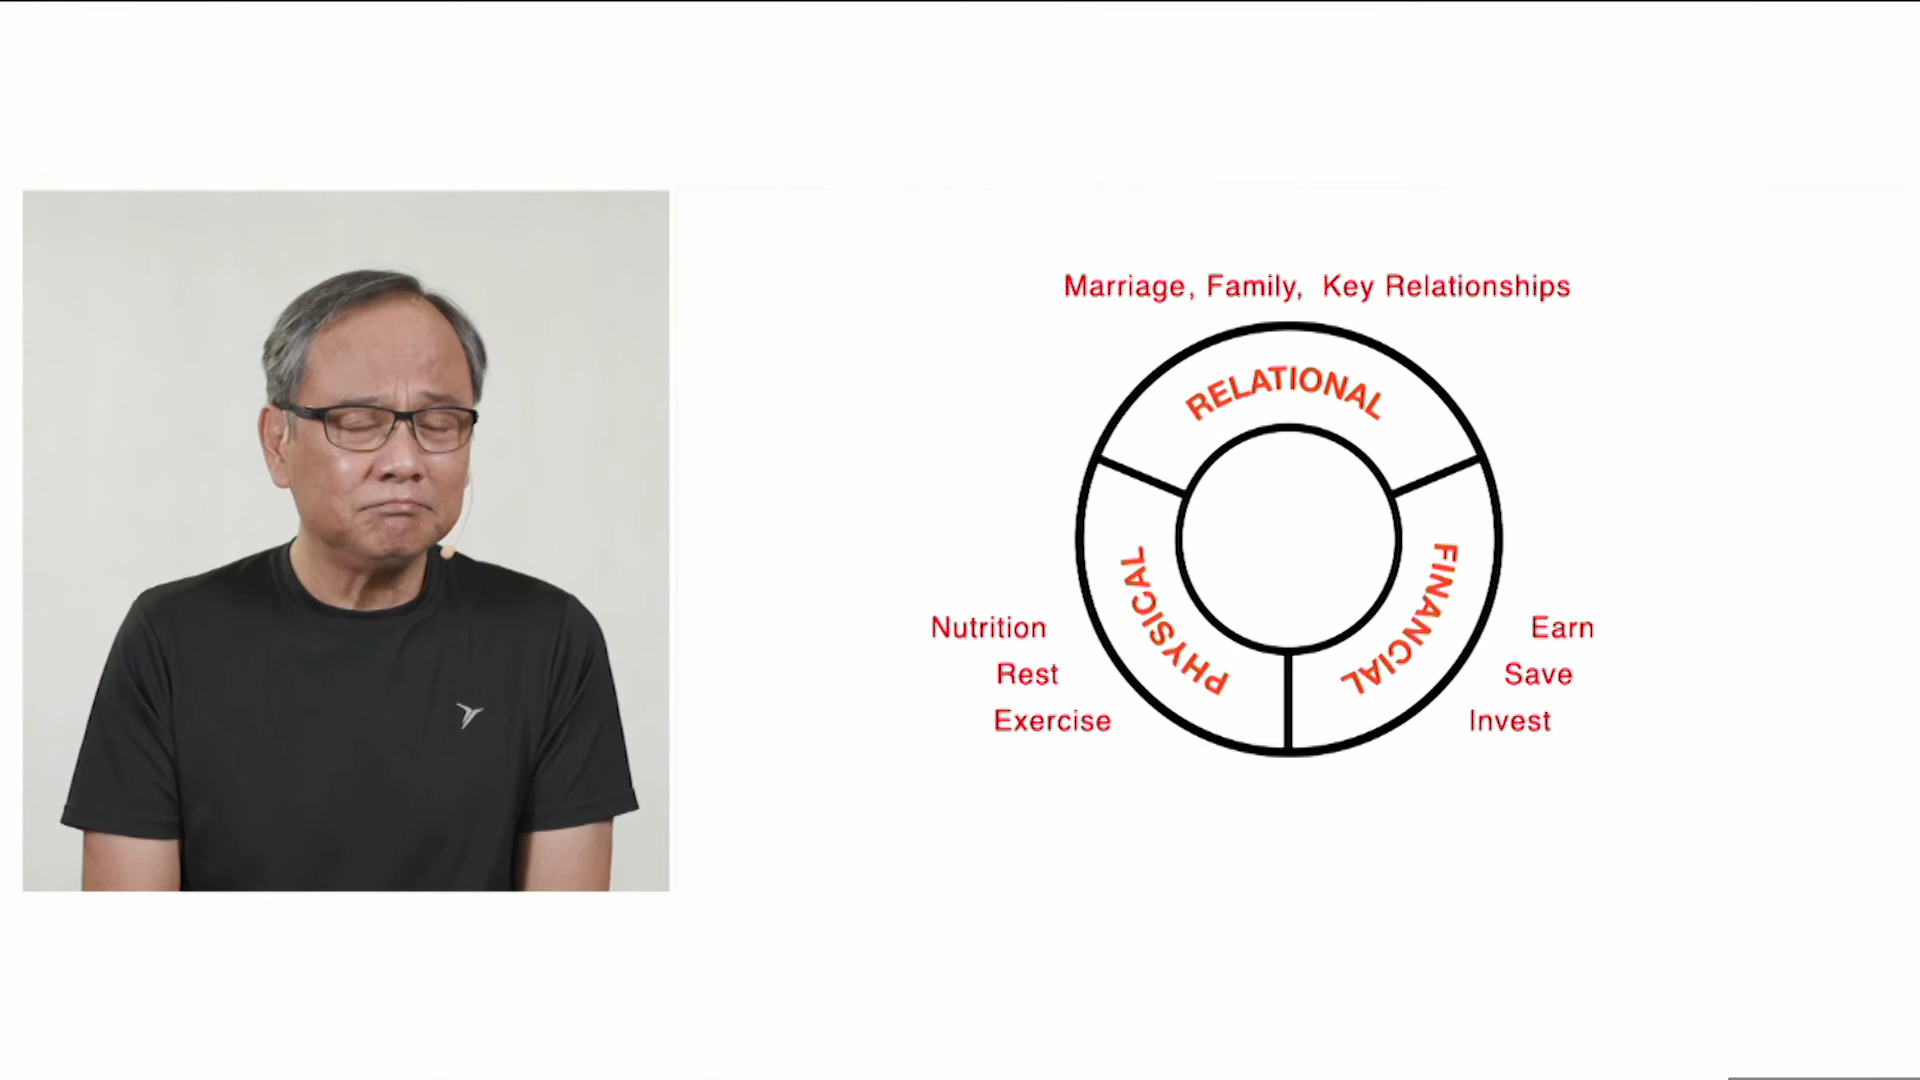 Marriage, Family, Key Relationships
RELATIONAL
PHYSICAL
FINANCIAL
Nutrition
Rest
Exercise
Earn
Save
Invest